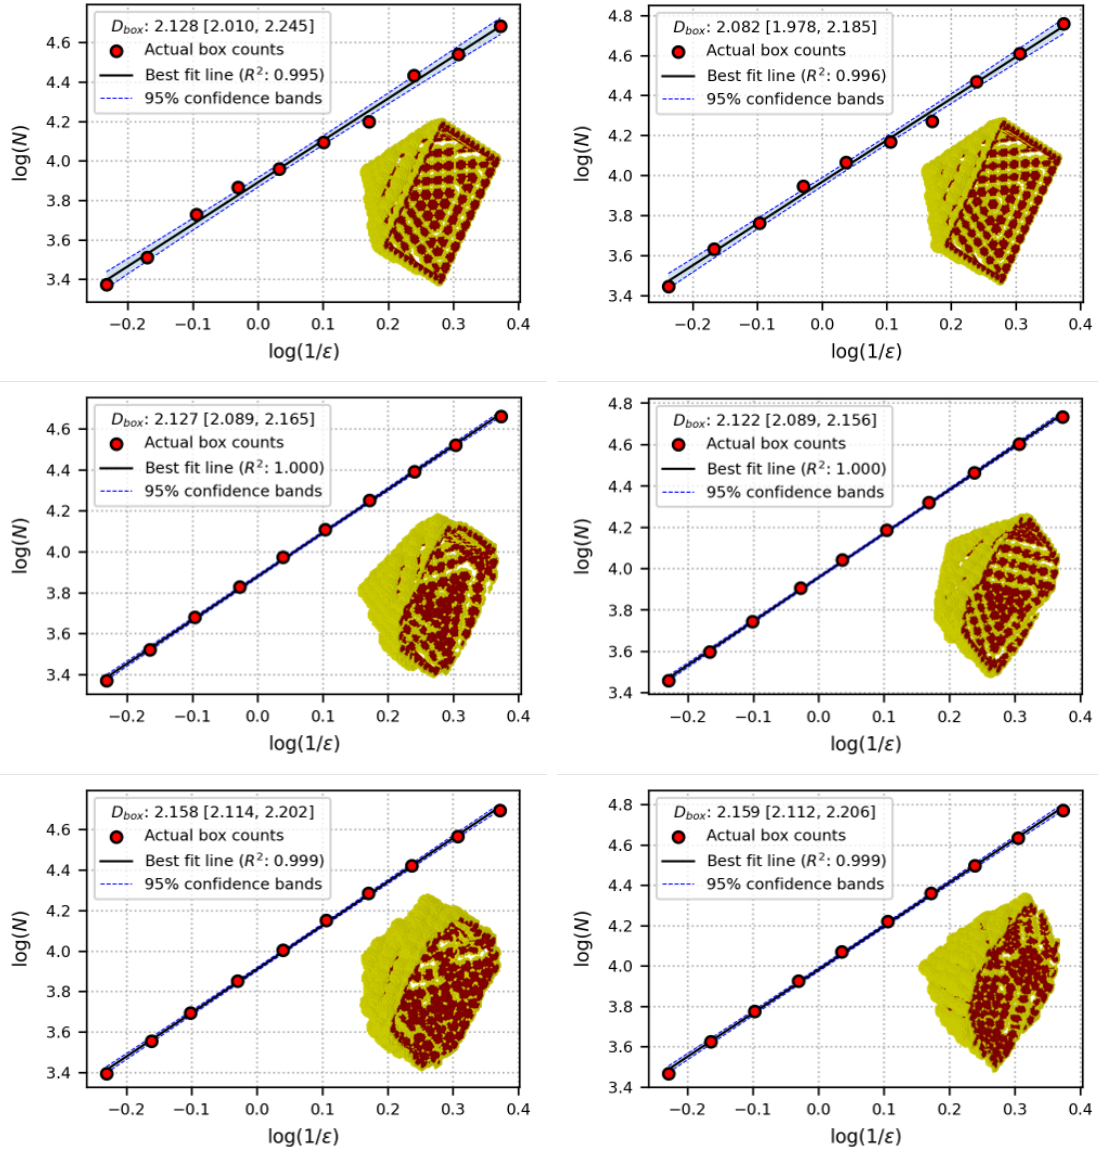 D_box: 2.128 [2.010, 2.245]
Actual box counts
Best fit line (R²: 0.995)
95% confidence bands
4.6
4.4
4.2
4.0
3.8
3.6
3.4
log(N)
−0.2 −0.1 0.0 0.1 0.2 0.3 0.4
log(1/ε)
D_box: 2.082 [1.978, 2.185]
Actual box counts
Best fit line (R²: 0.996)
95% confidence bands
4.8
4.6
4.4
4.2
4.0
3.8
3.6
3.4
log(N)
−0.2 −0.1 0.0 0.1 0.2 0.3 0.4
log(1/ε)
D_box: 2.127 [2.089, 2.165]
Actual box counts
Best fit line (R²: 1.000)
95% confidence bands
4.6
4.4
4.2
4.0
3.8
3.6
3.4
log(N)
−0.2 −0.1 0.0 0.1 0.2 0.3 0.4
log(1/ε)
D_box: 2.122 [2.089, 2.156]
Actual box counts
Best fit line (R²: 1.000)
95% confidence bands
4.8
4.6
4.4
4.2
4.0
3.8
3.6
3.4
log(N)
−0.2 −0.1 0.0 0.1 0.2 0.3 0.4
log(1/ε)
D_box: 2.158 [2.114, 2.202]
Actual box counts
Best fit line (R²: 0.999)
95% confidence bands
4.6
4.4
4.2
4.0
3.8
3.6
3.4
log(N)
−0.2 −0.1 0.0 0.1 0.2 0.3 0.4
log(1/ε)
D_box: 2.159 [2.112, 2.206]
Actual box counts
Best fit line (R²: 0.999)
95% confidence bands
4.8
4.6
4.4
4.2
4.0
3.8
3.6
3.4
log(N)
−0.2 −0.1 0.0 0.1 0.2 0.3 0.4
log(1/ε)